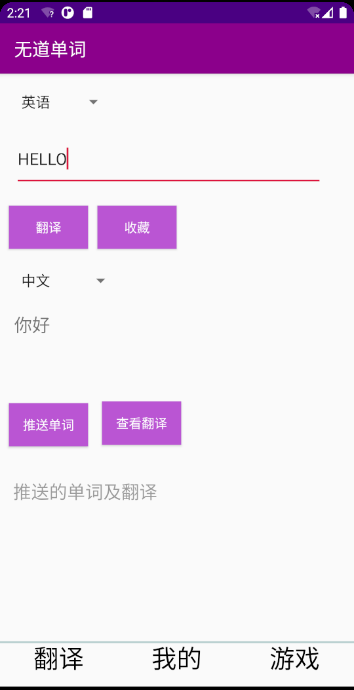 2:21
无道单词
英语
HELLO
翻译 收藏
中文
你好
推送单词 查看翻译
推送的单词及翻译
翻译 我的 游戏